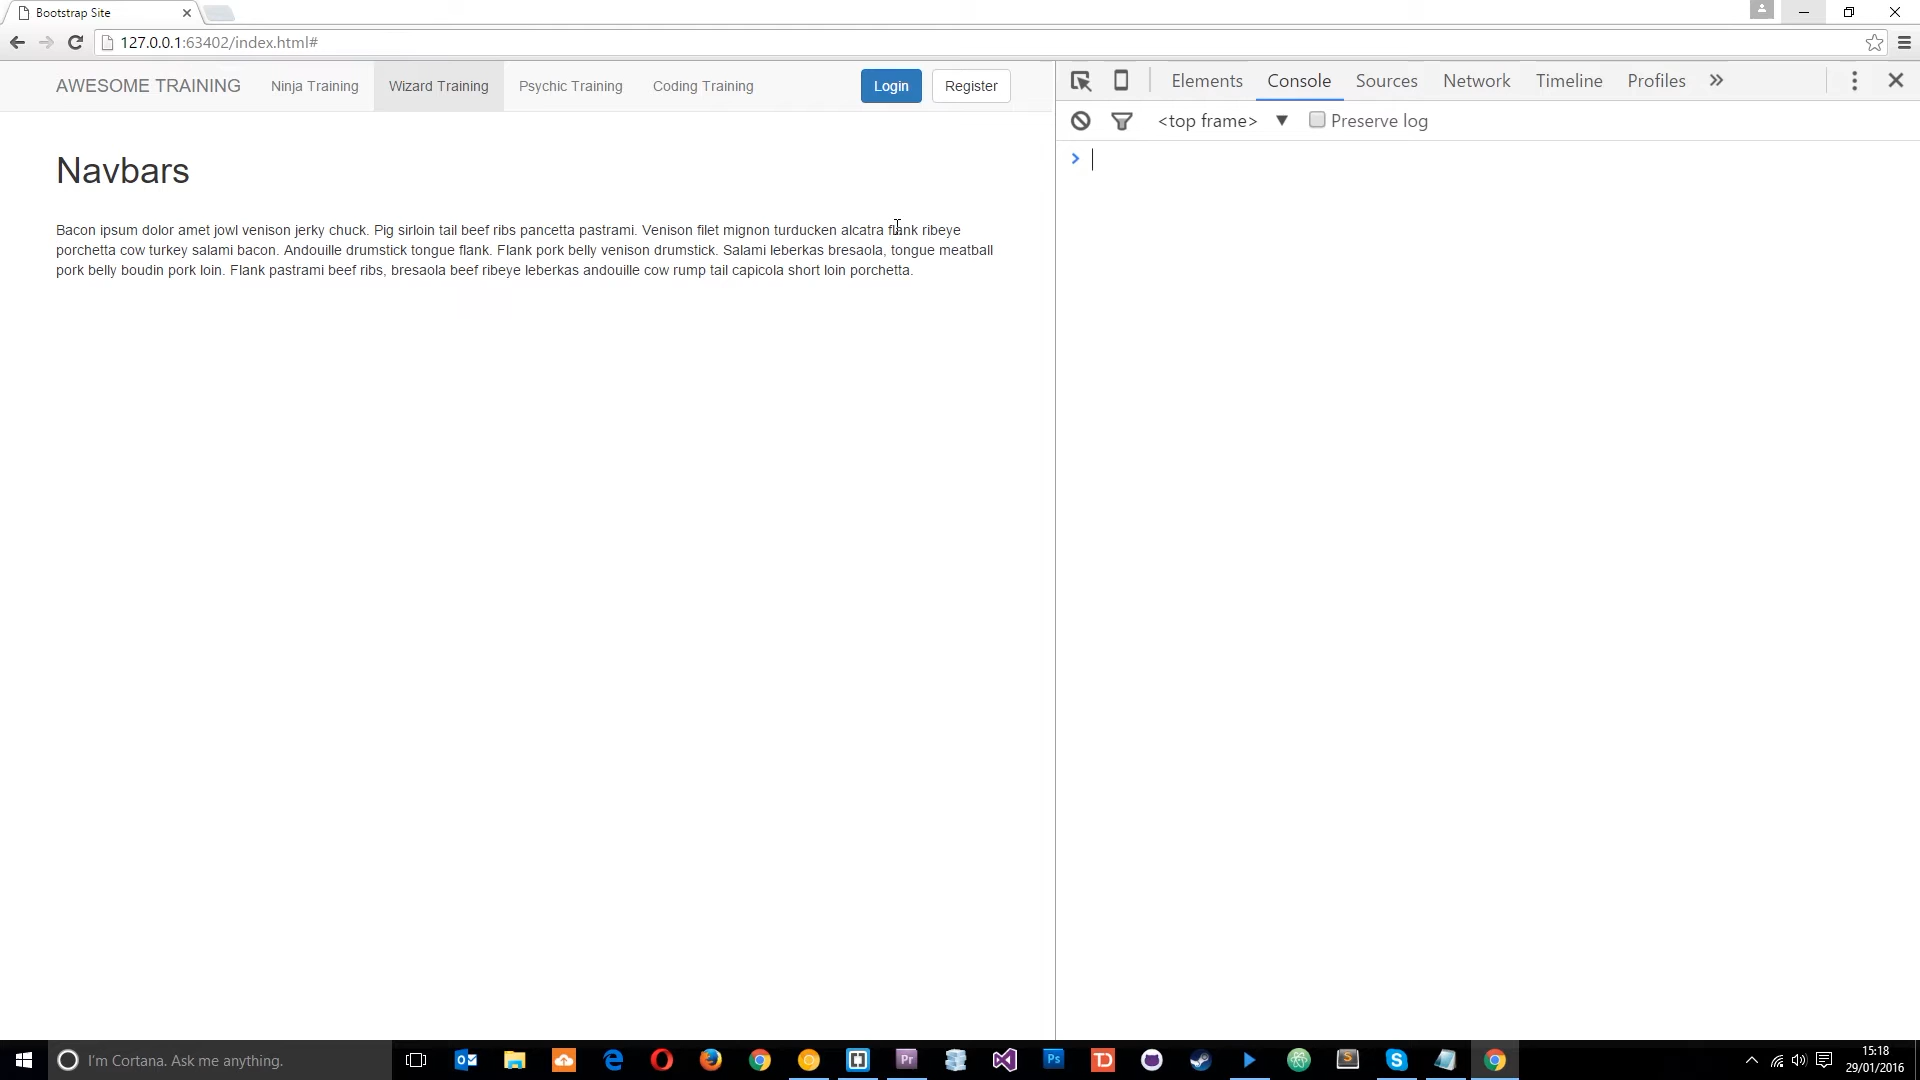 Bootstrap Site
127.0.0.1:63402/index.html#
AWESOME TRAINING Ninja Training Wizard Training Psychic Training Coding Training Login Register
Navbars
Bacon ipsum dolor amet jowl venison jerky chuck. Pig sirloin tail beef ribs pancetta pastrami. Venison filet mignon turducken alcatra flank ribeye
porchetta cow turkey salami bacon. Andouille drumstick tongue flank. Flank pork belly venison drumstick. Salami leberkas bresaola, tongue meatball
pork belly boudin pork loin. Flank pastrami beef ribs, bresaola beef ribeye leberkas andouille cow rump tail capicola short loin porchetta.
Elements Console Sources Network Timeline Profiles
<top frame> Preserve log
I'm Cortana. Ask me anything.
15:18
29/01/2016